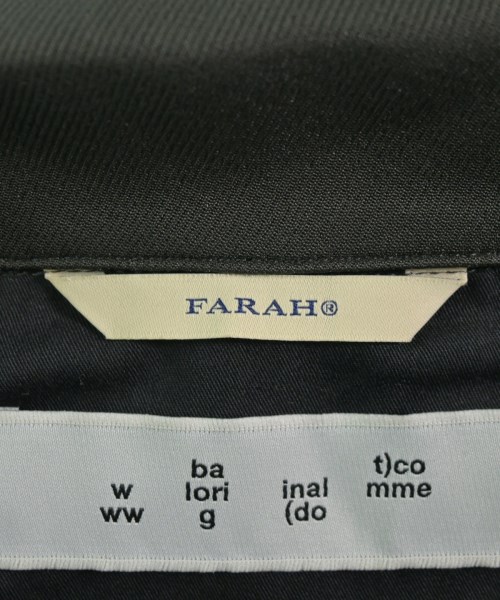 FARAH®
ba t)co
w lori inal mme
ww g (do